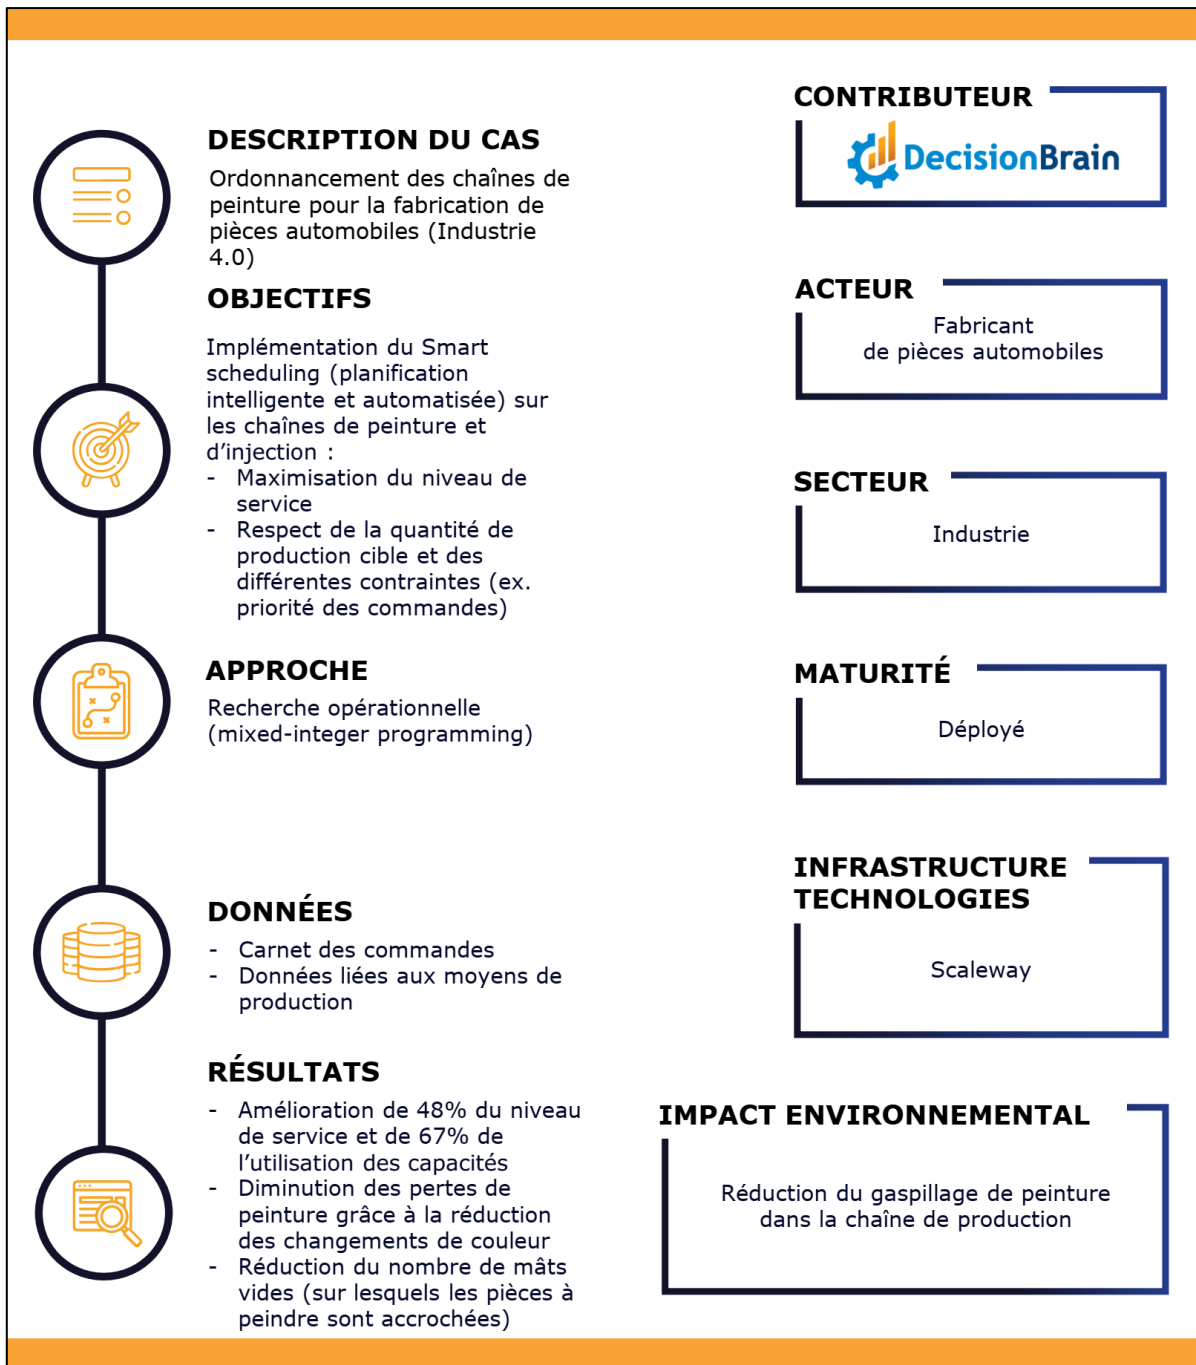 DESCRIPTION DU CAS
Ordonnancement des chaînes de
peinture pour la fabrication de
pièces automobiles (Industrie
4.0)
OBJECTIFS
Implémentation du Smart
scheduling (planification
intelligente et automatisée) sur
les chaînes de peinture et
d’injection :
- Maximisation du niveau de
service
- Respect de la quantité de
production cible et des
différentes contraintes (ex.
priorité des commandes)
APPROCHE
Recherche opérationnelle
(mixed-integer programming)
DONNÉES
- Carnet des commandes
- Données liées aux moyens de
production
RÉSULTATS
- Amélioration de 48% du niveau
de service et de 67% de
l’utilisation des capacités
- Diminution des pertes de
peinture grâce à la réduction
des changements de couleur
- Réduction du nombre de mâts
vides (sur lesquels les pièces à
peindre sont accrochées)
CONTRIBUTEUR
DecisionBrain
ACTEUR
Fabricant
de pièces automobiles
SECTEUR
Industrie
MATURITÉ
Déployé
INFRASTRUCTURE
TECHNOLOGIES
Scaleway
IMPACT ENVIRONNEMENTAL
Réduction du gaspillage de peinture
dans la chaîne de production